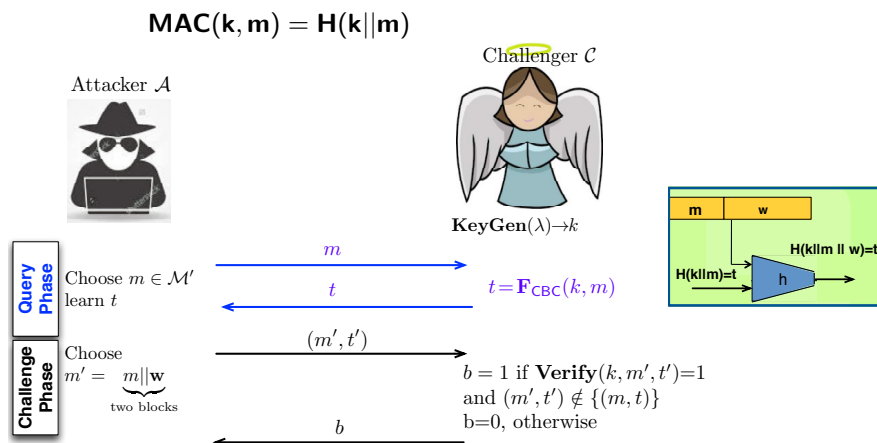 MAC(k, m) = H(k||m)
Challenger C
Attacker A
KeyGen(λ)→k
m
w
H(k||m || w)=t
H(k||m)=t
h
Query Phase
Choose m ∈ M′
learn t
m
t
t=F_CBC(k, m)
Challenge Phase
Choose
m′ = m||w
two blocks
(m′, t′)
b = 1 if Verify(k, m′, t′)=1
and (m′, t′) ∉ {(m, t)}
b=0, otherwise
b